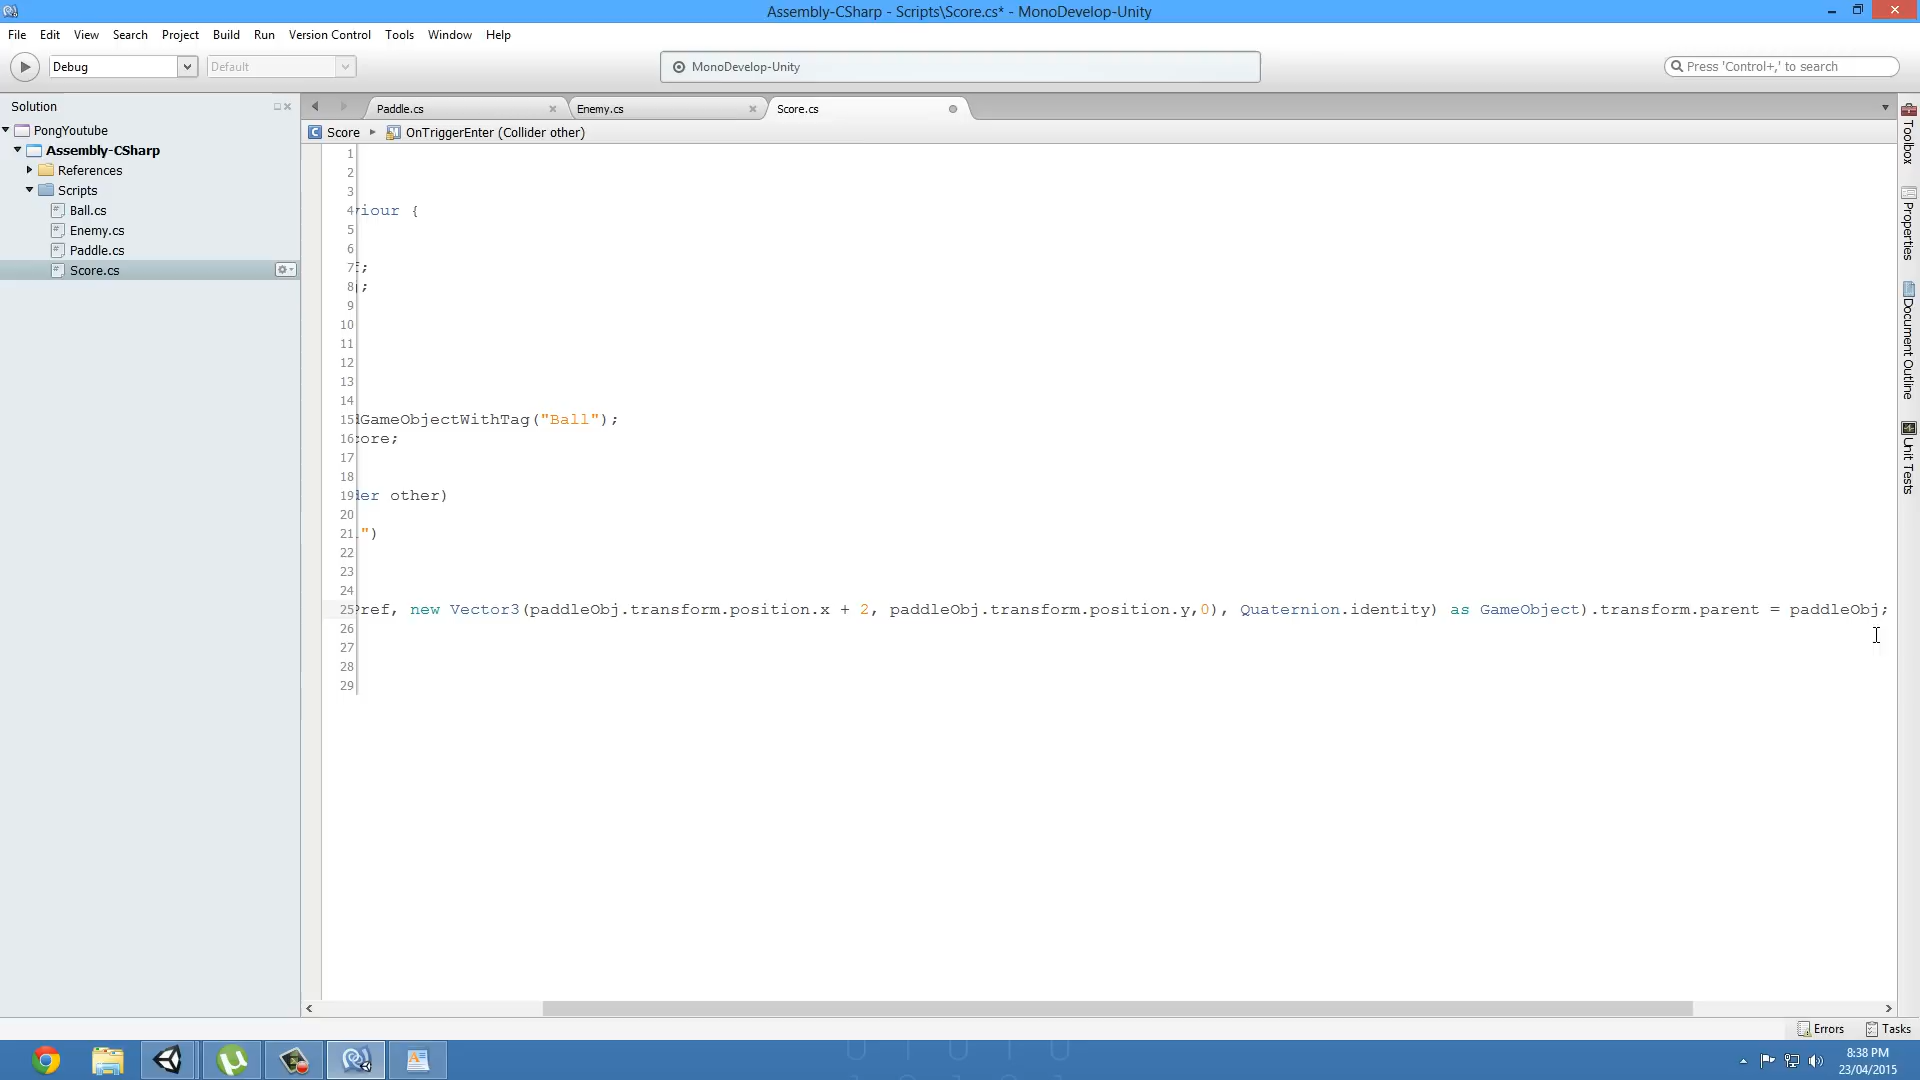 Assembly-CSharp - Scripts\Score.cs* - MonoDevelop-Unity
File Edit View Search Project Build Run Version Control Tools Window Help
Debug Default MonoDevelop-Unity Press 'Control+,' to search
Solution
PongYoutube
Assembly-CSharp
References
Scripts
Ball.cs
Enemy.cs
Paddle.cs
Score.cs
Paddle.cs Enemy.cs Score.cs
Score OnTriggerEnter (Collider other)
1
2
3
4 iour {
5
6
7 ;
8 ;
9
10
11
12
13
14
15 GameObjectWithTag("Ball");
16 ore;
17
18
19 er other)
20
21 ")
22
23
24
25 ref, new Vector3(paddleObj.transform.position.x + 2, paddleObj.transform.position.y,0), Quaternion.identity) as GameObject).transform.parent = paddleObj;
26
27
28
29
Toolbox
Properties
Document Outline
Unit Tests
Errors Tasks
8:38 PM
23/04/2015